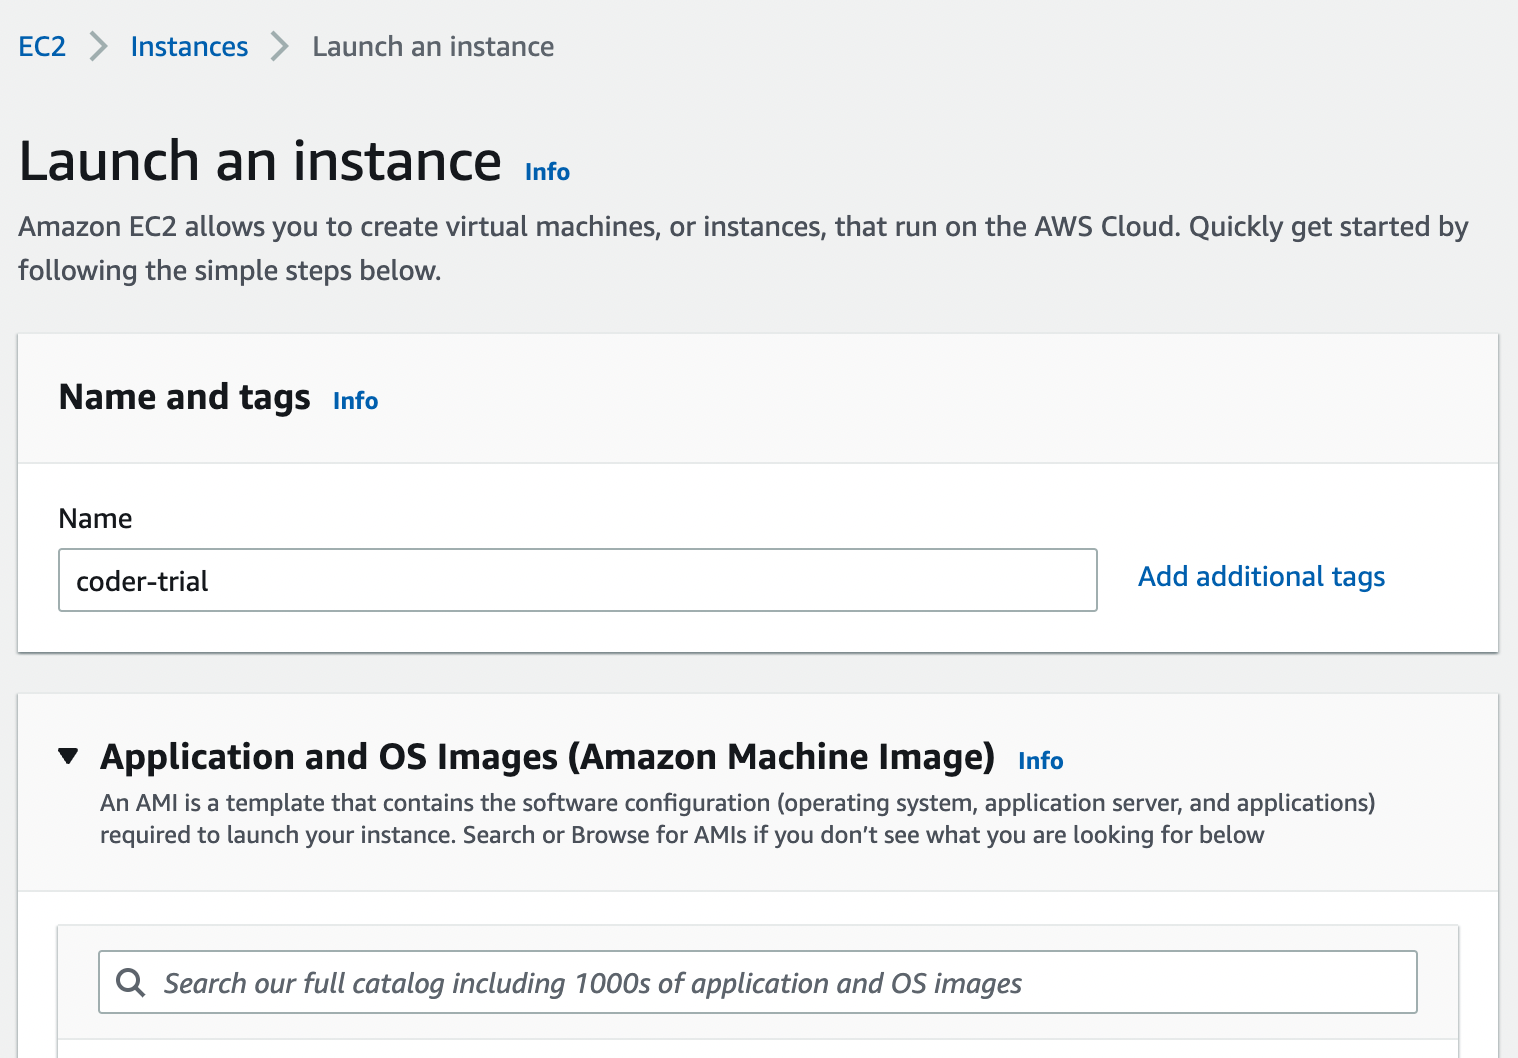 EC2 Instances Launch an instance
Launch an instance Info
Amazon EC2 allows you to create virtual machines, or instances, that run on the AWS Cloud. Quickly get started by
following the simple steps below.
Name and tags Info
Name
coder-trial
Add additional tags
Application and OS Images (Amazon Machine Image) Info
An AMI is a template that contains the software configuration (operating system, application server, and applications)
required to launch your instance. Search or Browse for AMIs if you don’t see what you are looking for below
Search our full catalog including 1000s of application and OS images